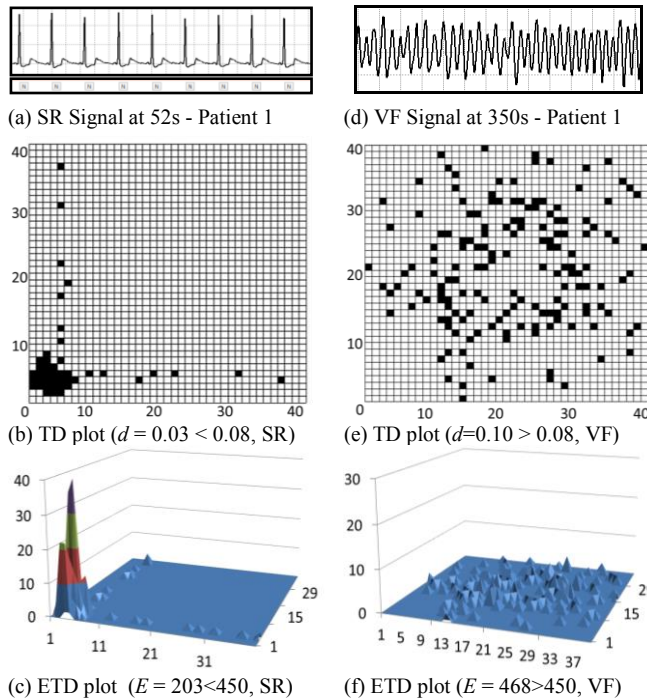 N N N N N N N N N
(a) SR Signal at 52s - Patient 1
40
30
20
10
0 10 20 30 40
(b) TD plot (d = 0.03 < 0.08, SR)
40
30
20
10
0
29
15
1
1 11 21 31
(c) ETD plot (E = 203<450, SR)
(d) VF Signal at 350s - Patient 1
40
30
20
10
0 10 20 30 40
(e) TD plot (d=0.10 > 0.08, VF)
30
20
10
0
29
15
1
1 5 9 13 17 21 25 29 33 37
(f) ETD plot (E = 468>450, VF)